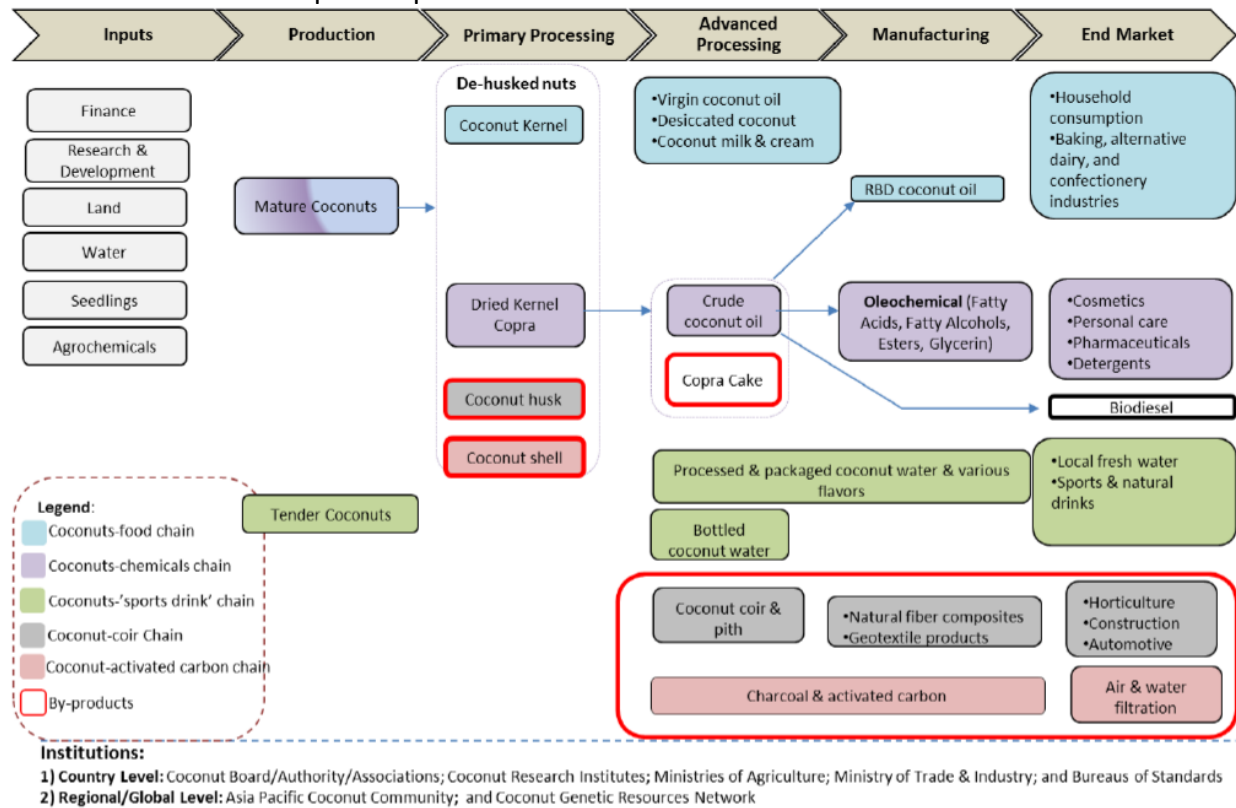 Inputs
Production
Primary Processing
Advanced
Processing
Manufacturing
End Market
Finance
Research &
Development
Land
Water
Seedlings
Agrochemicals
Mature Coconuts
Tender Coconuts
De-husked nuts
Coconut Kernel
Dried Kernel
Copra
Coconut husk
Coconut shell
•Virgin coconut oil
•Desiccated coconut
•Coconut milk & cream
Crude
coconut oil
Copra Cake
RBD coconut oil
Oleochemical (Fatty
Acids, Fatty Alcohols,
Esters, Glycerin)
•Household
consumption
•Baking, alternative
dairy, and
confectionery
industries
•Cosmetics
•Personal care
•Pharmaceuticals
•Detergents
Biodiesel
Processed & packaged coconut water & various
flavors
Bottled
coconut water
•Local fresh water
•Sports & natural
drinks
Coconut coir &
pith
•Natural fiber composites
•Geotextile products
•Horticulture
•Construction
•Automotive
Charcoal & activated carbon
Air & water
filtration
Legend:
Coconuts-food chain
Coconuts-chemicals chain
Coconuts-’sports drink’ chain
Coconut-coir Chain
Coconut-activated carbon chain
By-products
Institutions:
1) Country Level: Coconut Board/Authority/Associations; Coconut Research Institutes; Ministries of Agriculture; Ministry of Trade & Industry; and Bureaus of Standards
2) Regional/Global Level: Asia Pacific Coconut Community; and Coconut Genetic Resources Network